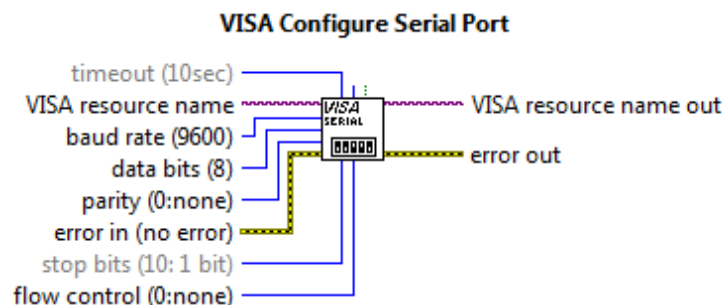 VISA Configure Serial Port
timeout (10sec)
VISA resource name
VISA resource name out
VISA
SERIAL
baud rate (9600)
data bits (8)
error out
parity (0:none)
error in (no error)
stop bits (10: 1 bit)
flow control (0:none)